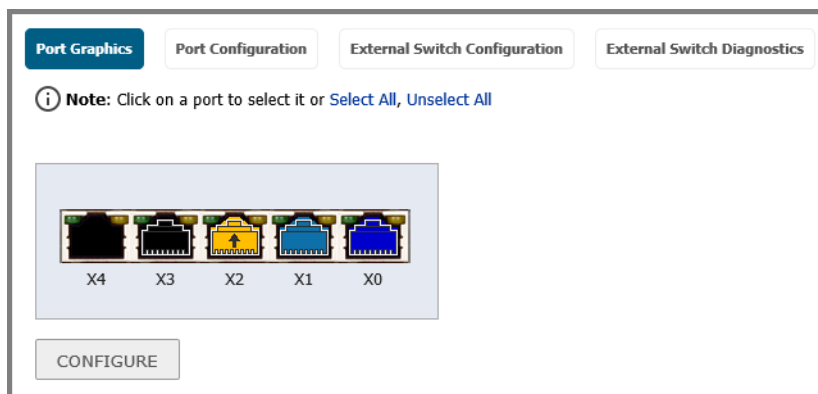 Port Graphics Port Configuration External Switch Configuration External Switch Diagnostics
i Note: Click on a port to select it or Select All, Unselect All
X4 X3 X2 X1 X0
CONFIGURE